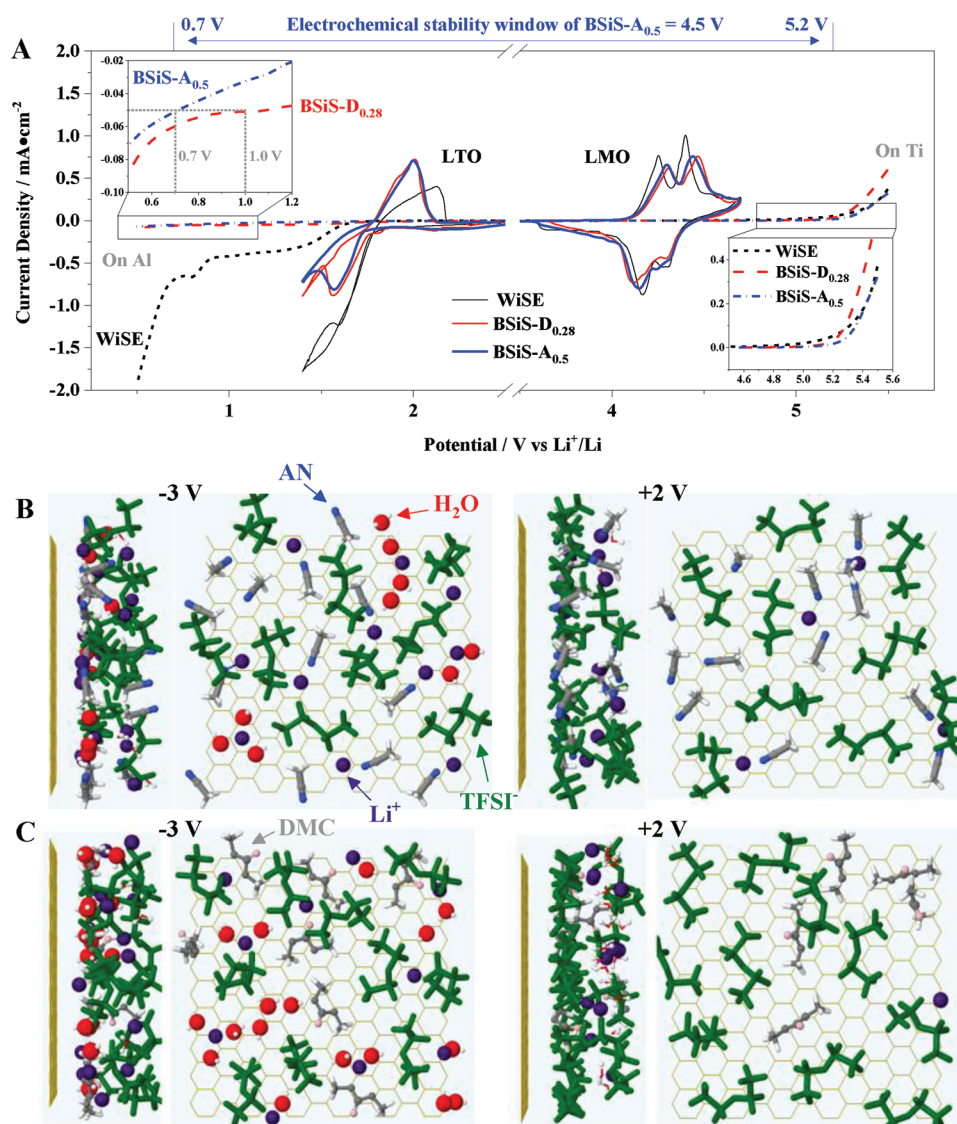 0.7 V Electrochemical stability window of BSiS-A0.5 = 4.5 V 5.2 V
A
2.0
1.5
1.0
0.5
0.0
-0.5
-1.0
-1.5
-2.0
Current Density / mA•cm-2
-0.02
-0.04
-0.06
-0.08
-0.10
BSiS-A0.5
BSiS-D0.28
0.7 V
1.0 V
0.6 0.8 1.0 1.2
LTO
LMO
On Ti
On Al
WiSE
WiSE
BSiS-D0.28
BSiS-A0.5
0.4
0.2
0.0
WiSE
BSiS-D0.28
BSiS-A0.5
4.6 4.8 5.0 5.2 5.4 5.6
1 2 4 5
Potential / V vs Li+/Li
B
-3 V
AN
H2O
+2 V
Li+
TFSI-
C
-3 V
DMC
+2 V